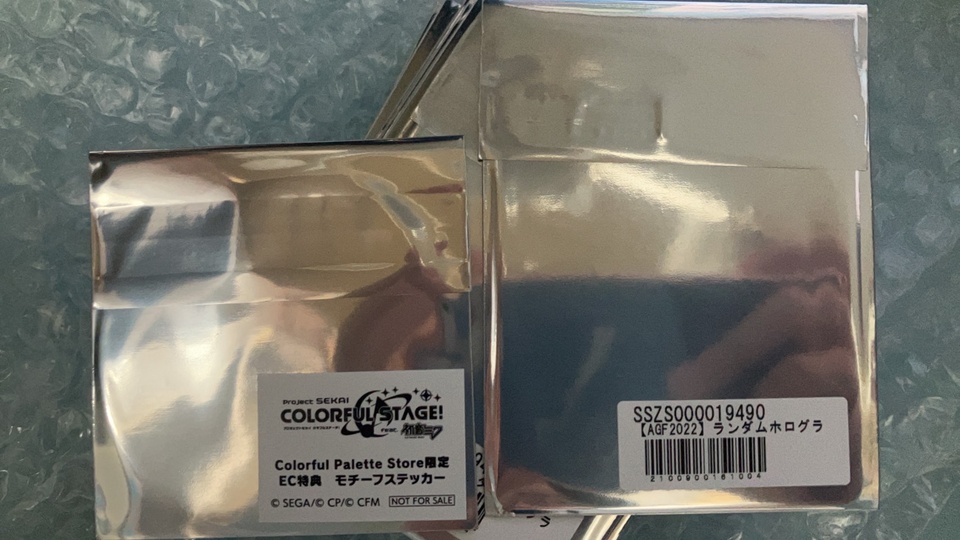 Project SEKAI
COLORFUL STAGE!
feat. 初音ミク
Colorful Palette Store限定
EC特典 モチーフステッカー
© SEGA/© CP/© CFM NOT FOR SALE
SSZS000019490
【AGF2022】ランダムホログラ
2100900161004